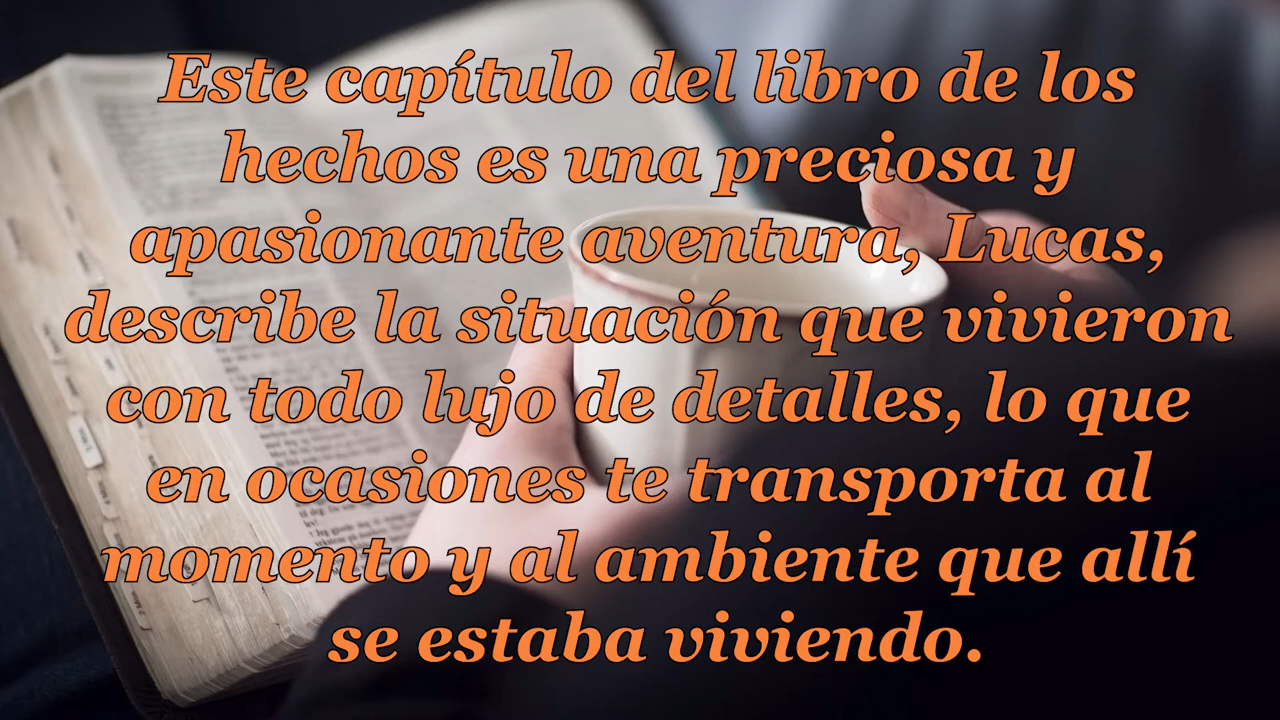 Este capítulo del libro de los
hechos es una preciosa y
apasionante aventura, Lucas,
describe la situación que vivieron
con todo lujo de detalles, lo que
en ocasiones te transporta al
momento y al ambiente que allí
se estaba viviendo.